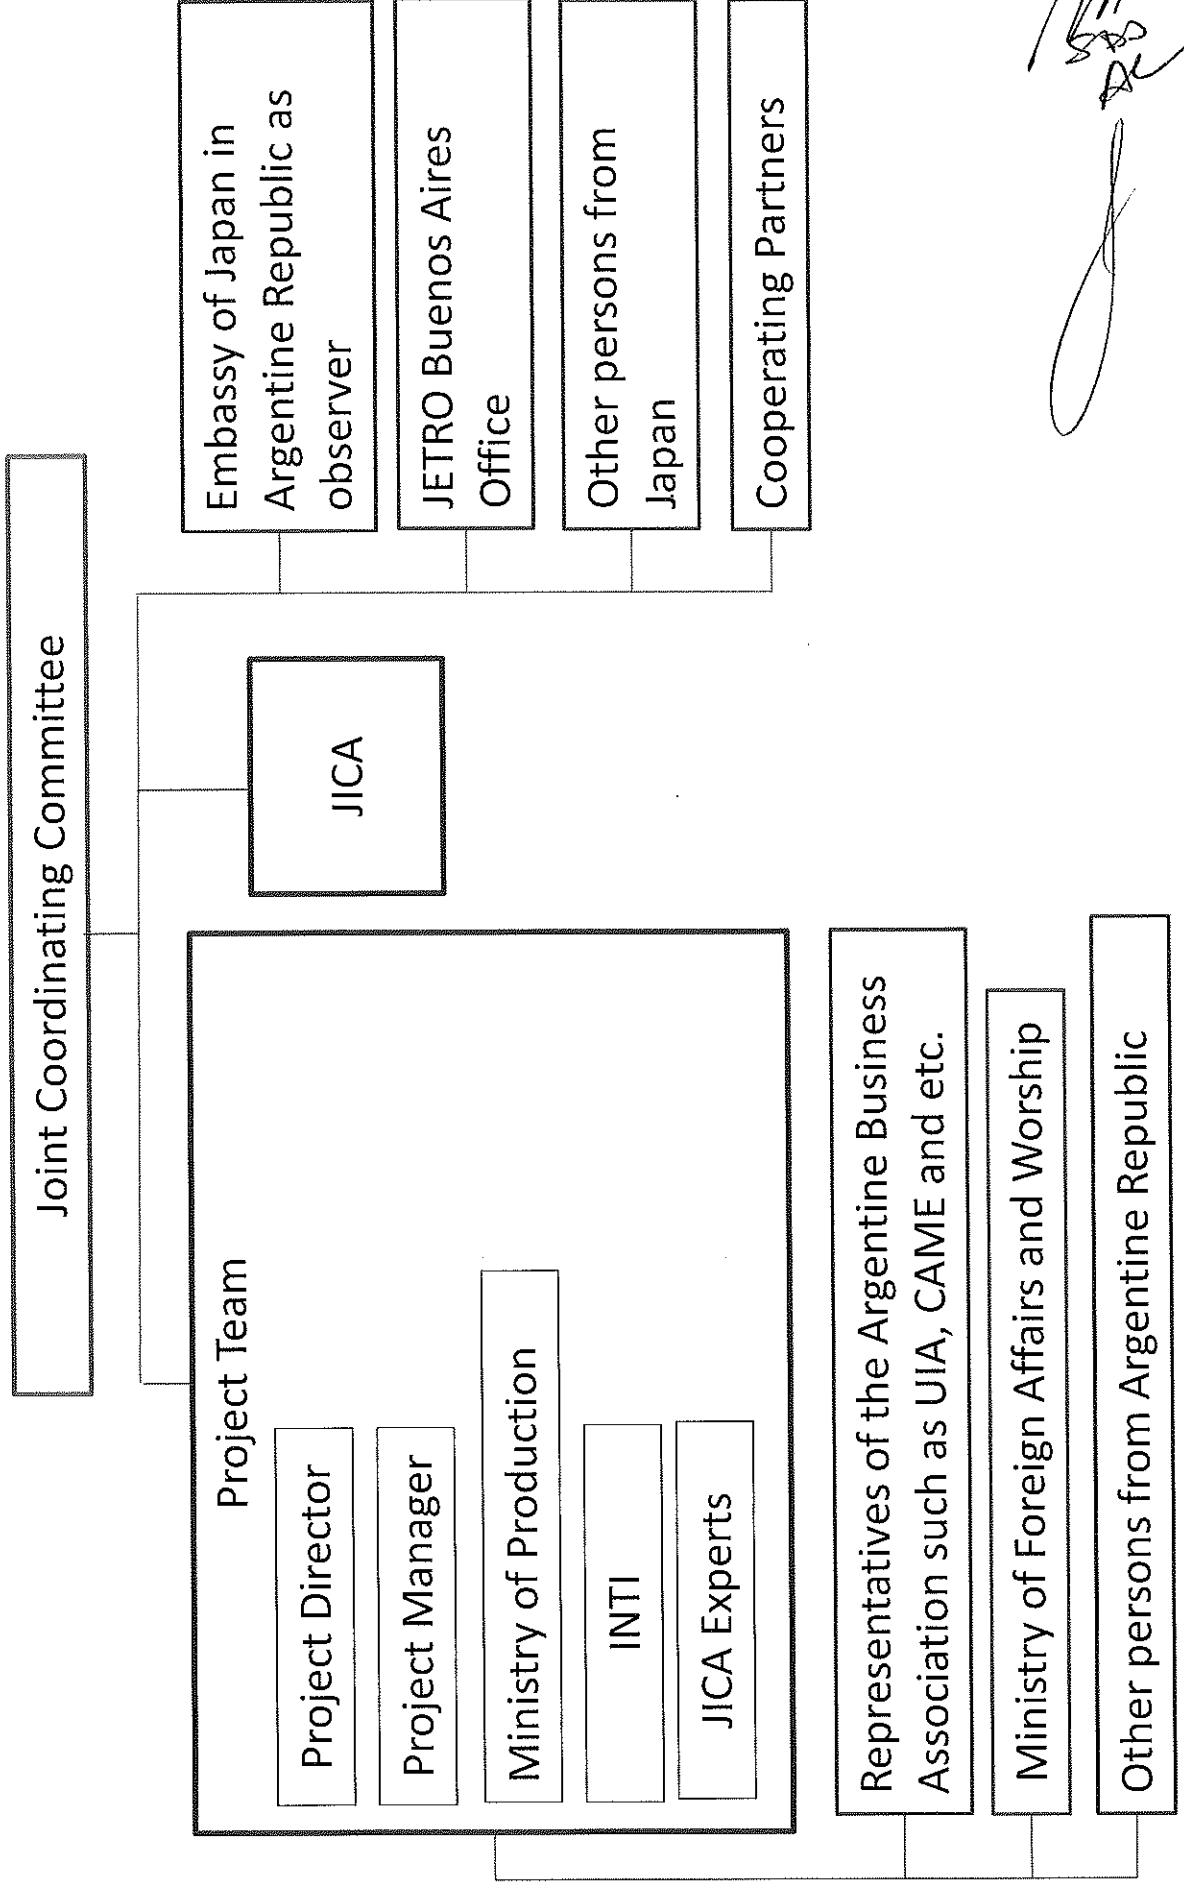 Joint Coordinating Committee
Project Team
Project Director
Project Manager
Ministry of Production
INTI
JICA Experts
Representatives of the Argentine Business
Association such as UIA, CAME and etc.
Ministry of Foreign Affairs and Worship
Other persons from Argentine Republic
JICA
Embassy of Japan in
Argentine Republic as
observer
JETRO Buenos Aires
Office
Other persons from
Japan
Cooperating Partners